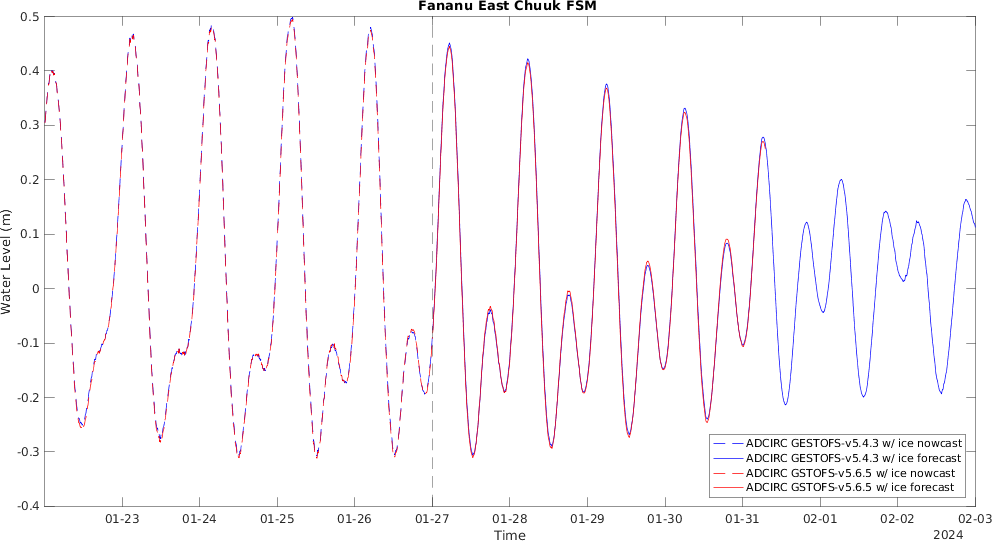 Fananu East Chuuk FSM
0.5
0.4
0.3
0.2
0.1
0
-0.1
-0.2
-0.3
-0.4
Water Level (m)
ADCIRC GESTOFS-v5.4.3 w/ ice nowcast
ADCIRC GESTOFS-v5.4.3 w/ ice forecast
ADCIRC GSTOFS-v5.6.5 w/ ice nowcast
ADCIRC GSTOFS-v5.6.5 w/ ice forecast
01-23 01-24 01-25 01-26 01-27 01-28 01-29 01-30 01-31 02-01 02-02 02-03
Time
2024